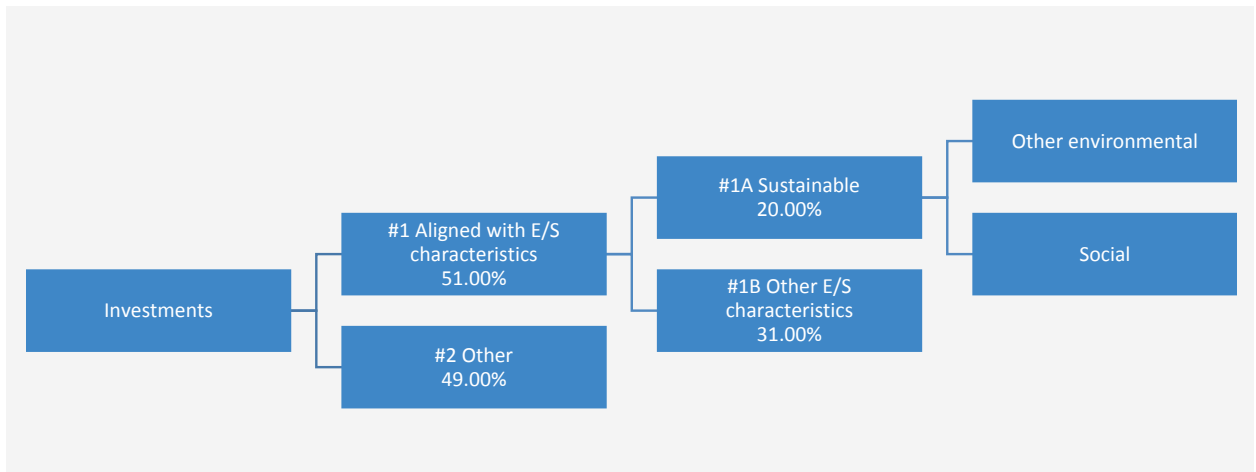 Investments
#1 Aligned with E/S
characteristics
51.00%
#2 Other
49.00%
#1A Sustainable
20.00%
#1B Other E/S
characteristics
31.00%
Other environmental
Social